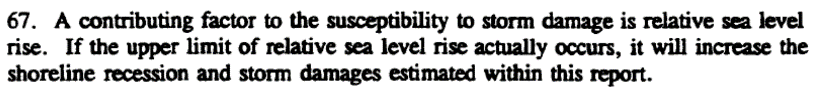 67. A contributing factor to the susceptibility to storm damage is relative sea level
rise. If the upper limit of relative sea level rise actually occurs, it will increase the
shoreline recession and storm damages estimated within this report.